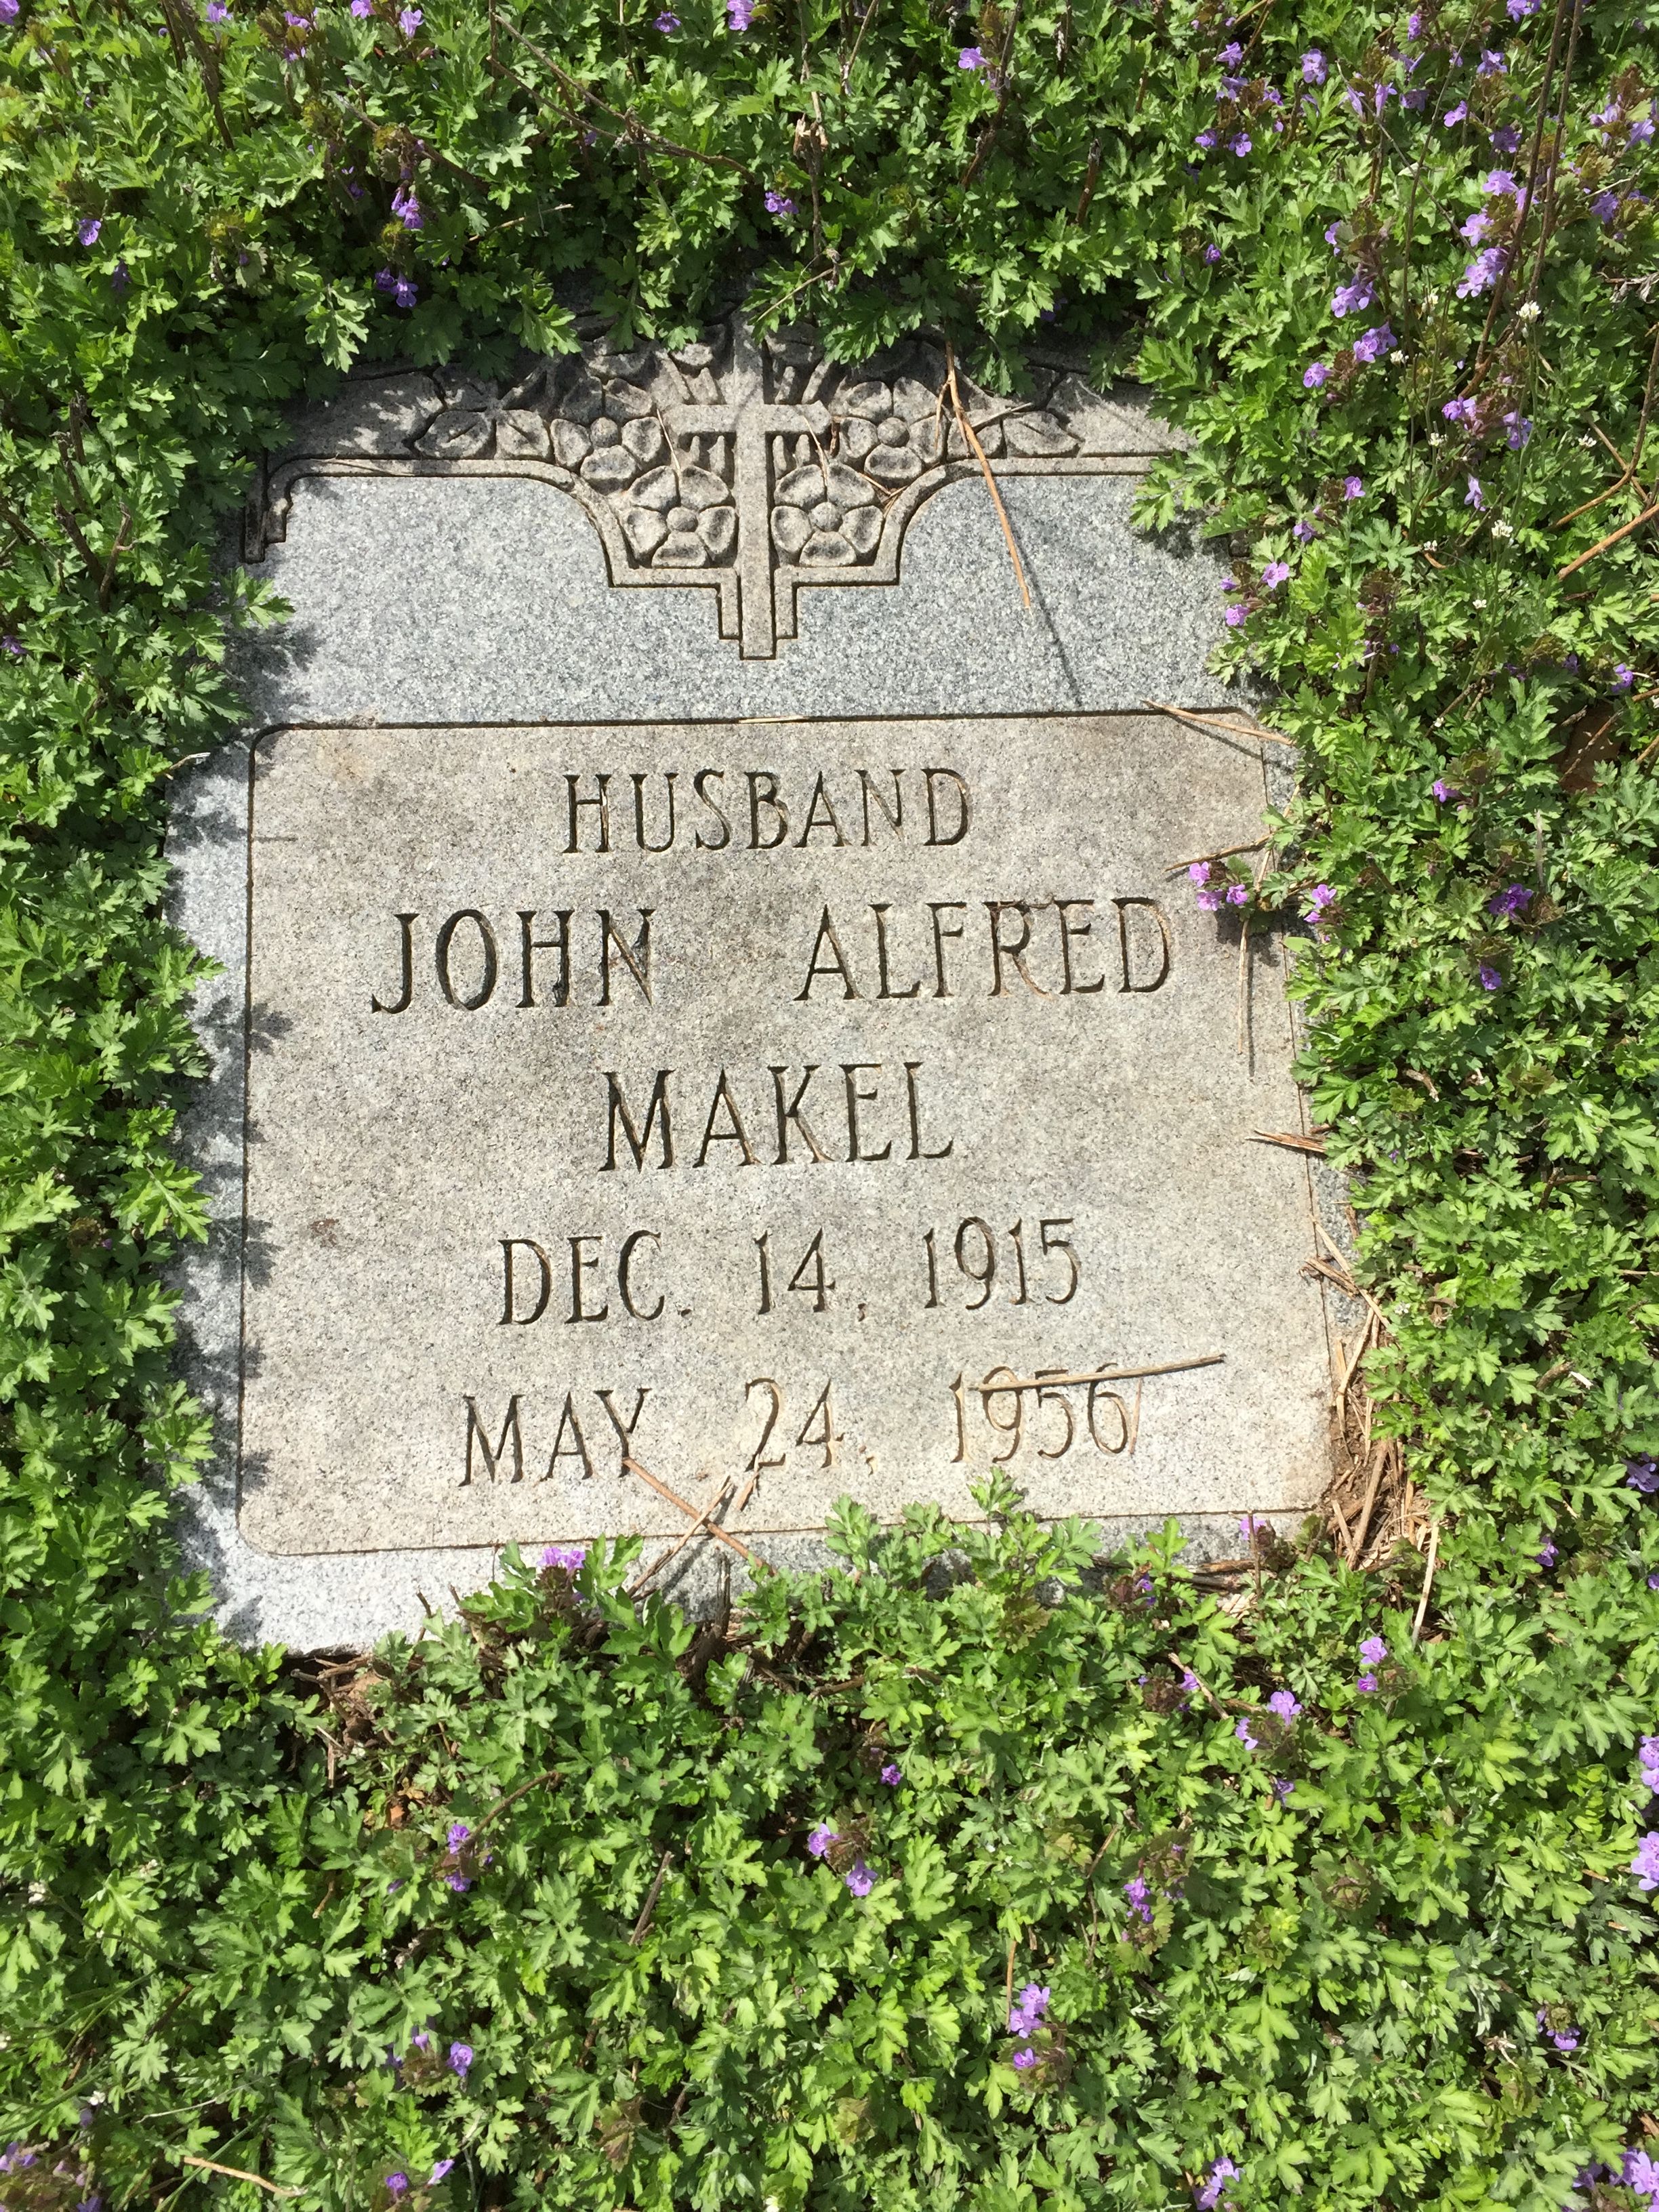 HUSBAND
JOHN ALFRED
MAKEL
DEC. 14, 1915
MAY 24, 1956